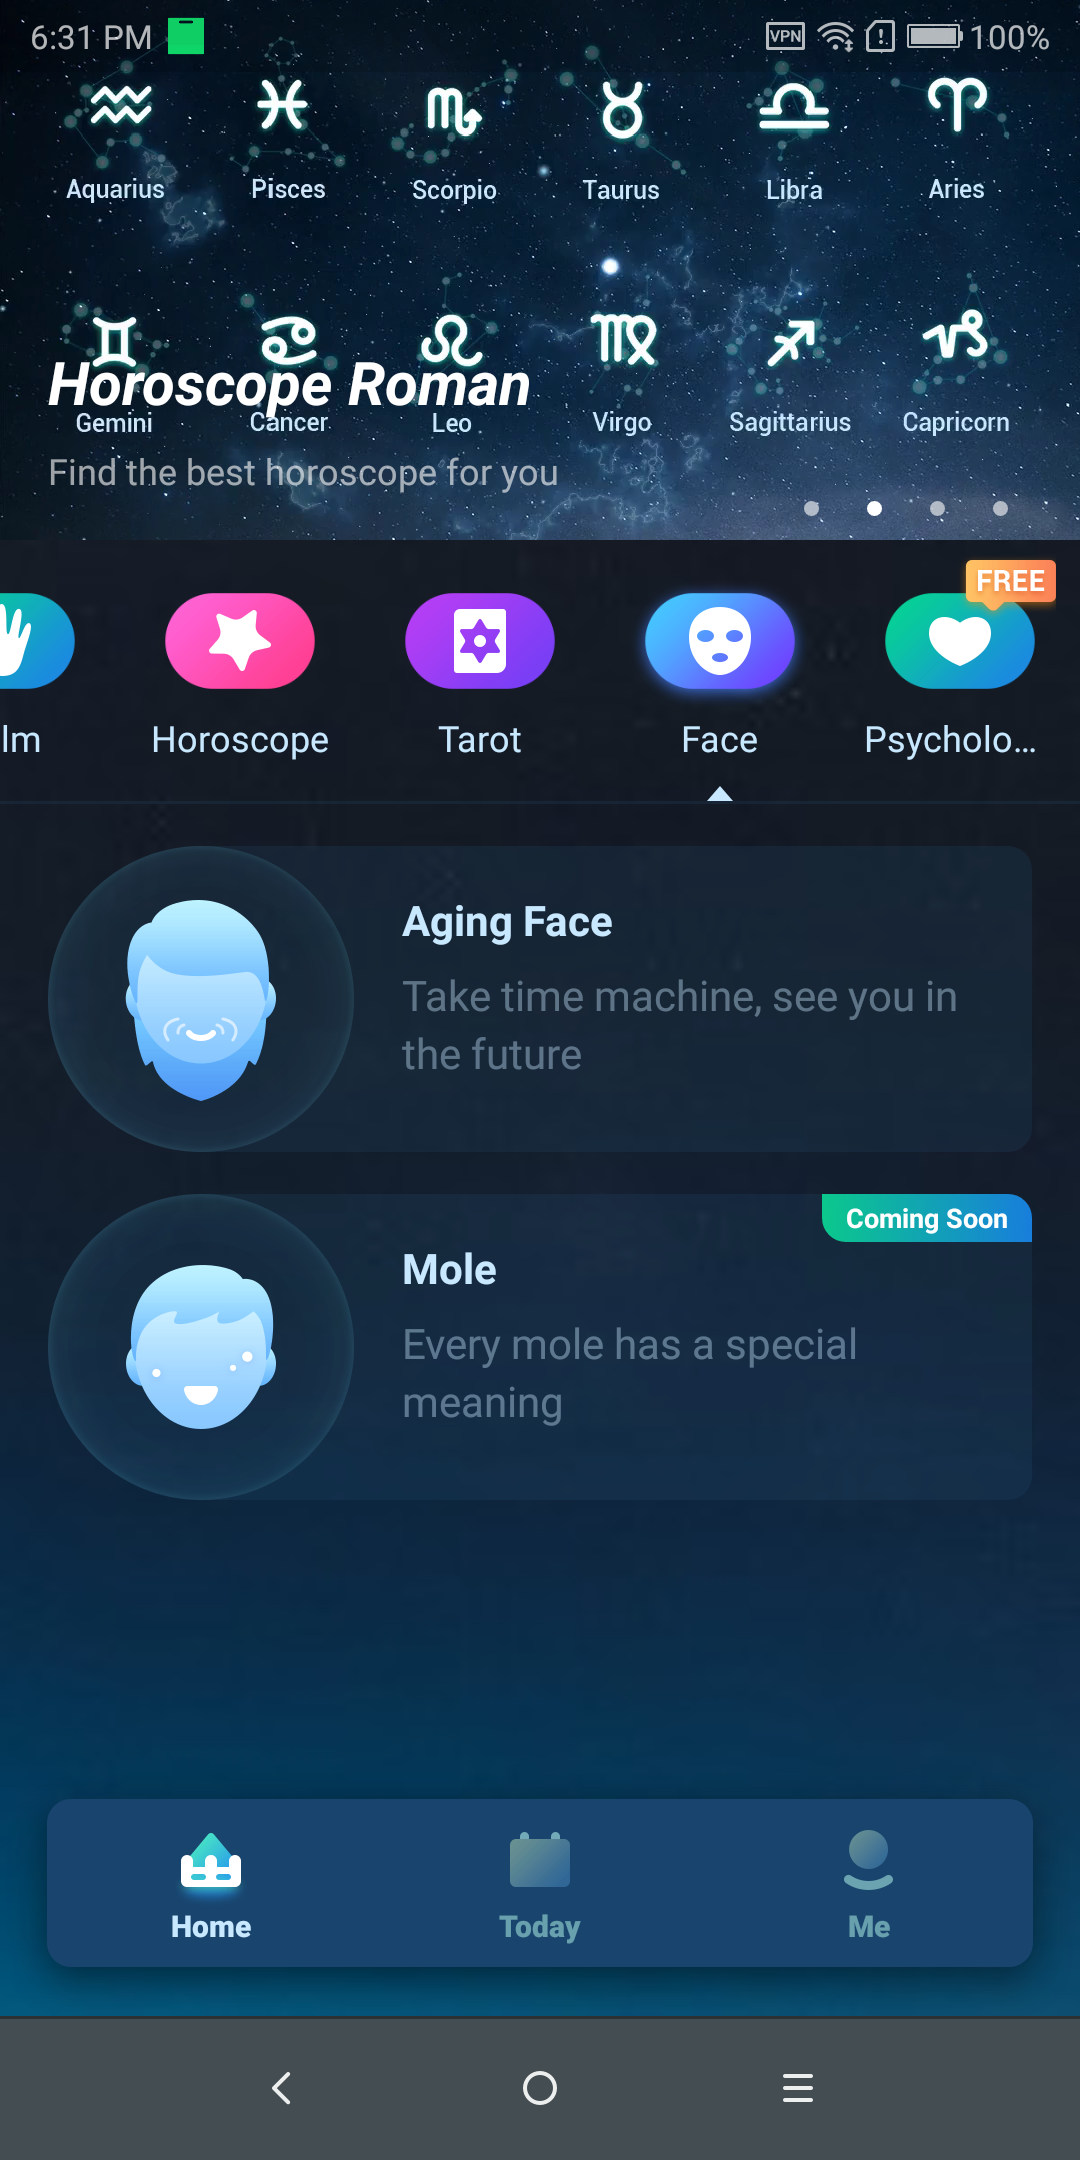 6:31 PM
VPN
100%
Aquarius
Pisces
Scorpio
Taurus
Libra
Aries
Gemini
Cancer
Leo
Virgo
Sagittarius
Capricorn
Horoscope Roman
Find the best horoscope for you
FREE
lm
Horoscope
Tarot
Face
Psycholo...
Aging Face
Take time machine, see you in
the future
Coming Soon
Mole
Every mole has a special
meaning
Home
Today
Me